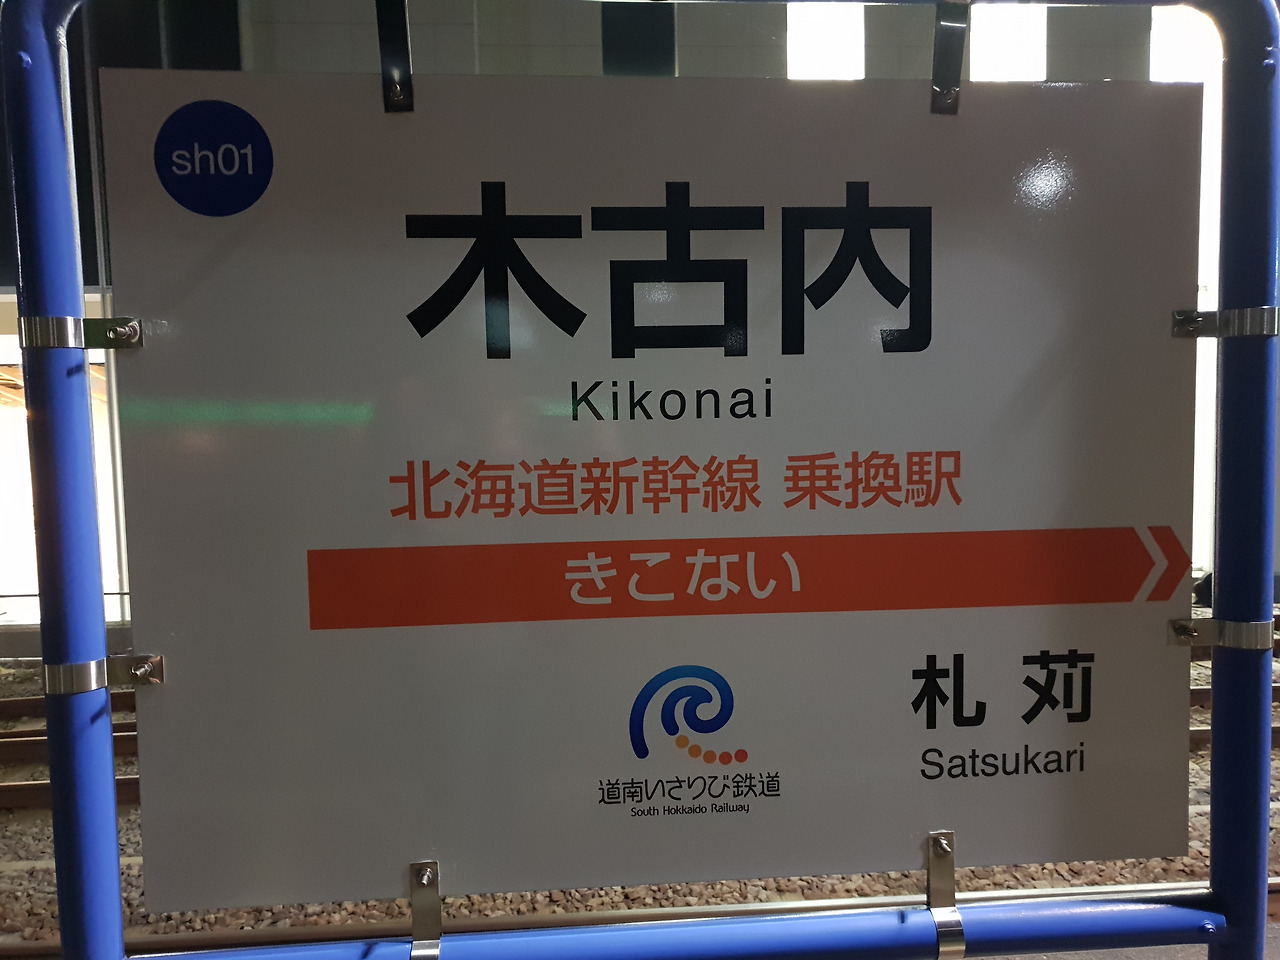 sh01
木古内
Kikonai
北海道新幹線 乗換駅
きこない
札苅
Satsukari
道南いさりび鉄道
South Hokkaido Railway